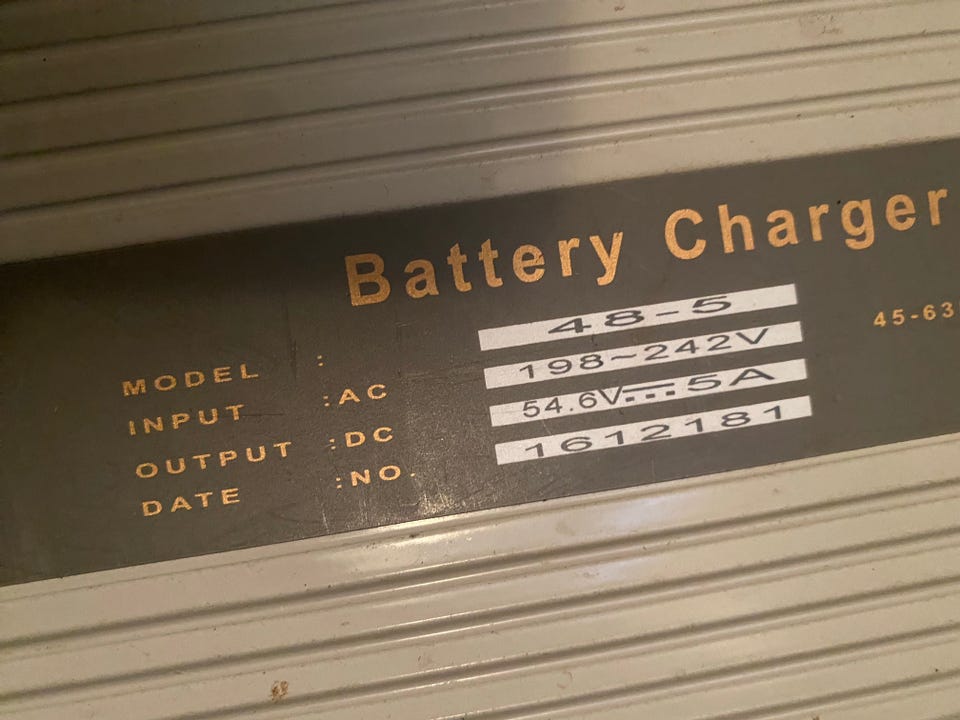 Battery Charger
MODEL : 48-5
INPUT :AC 198~242V
OUTPUT :DC 54.6V⎓5A
DATE :NO. 1612181
45-63